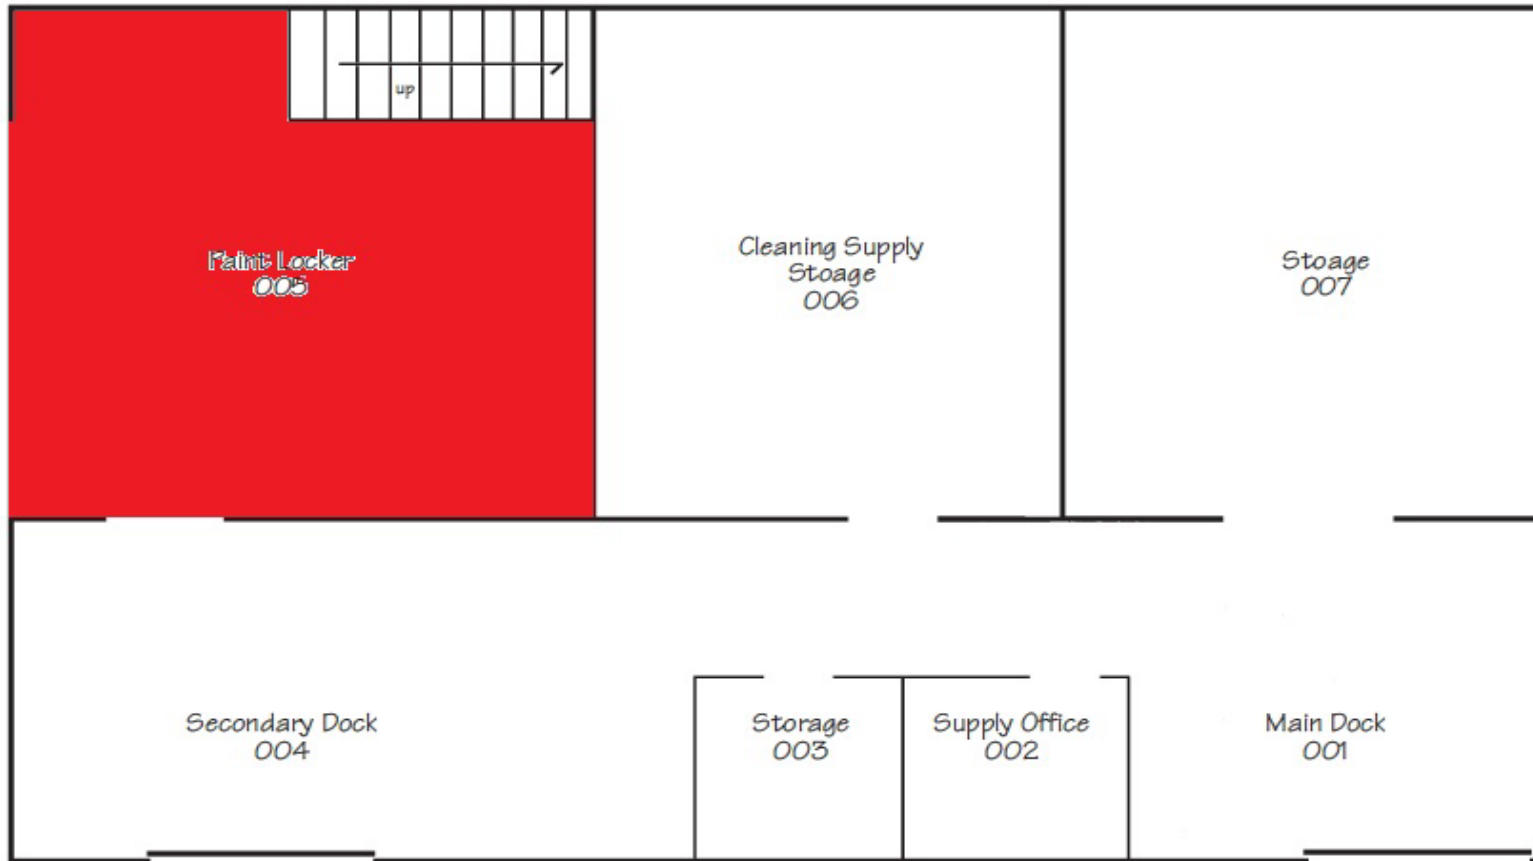 up
Paint Locker
005
Cleaning Supply
Stoage
006
Stoage
007
Secondary Dock
004
Storage
003
Supply Office
002
Main Dock
001